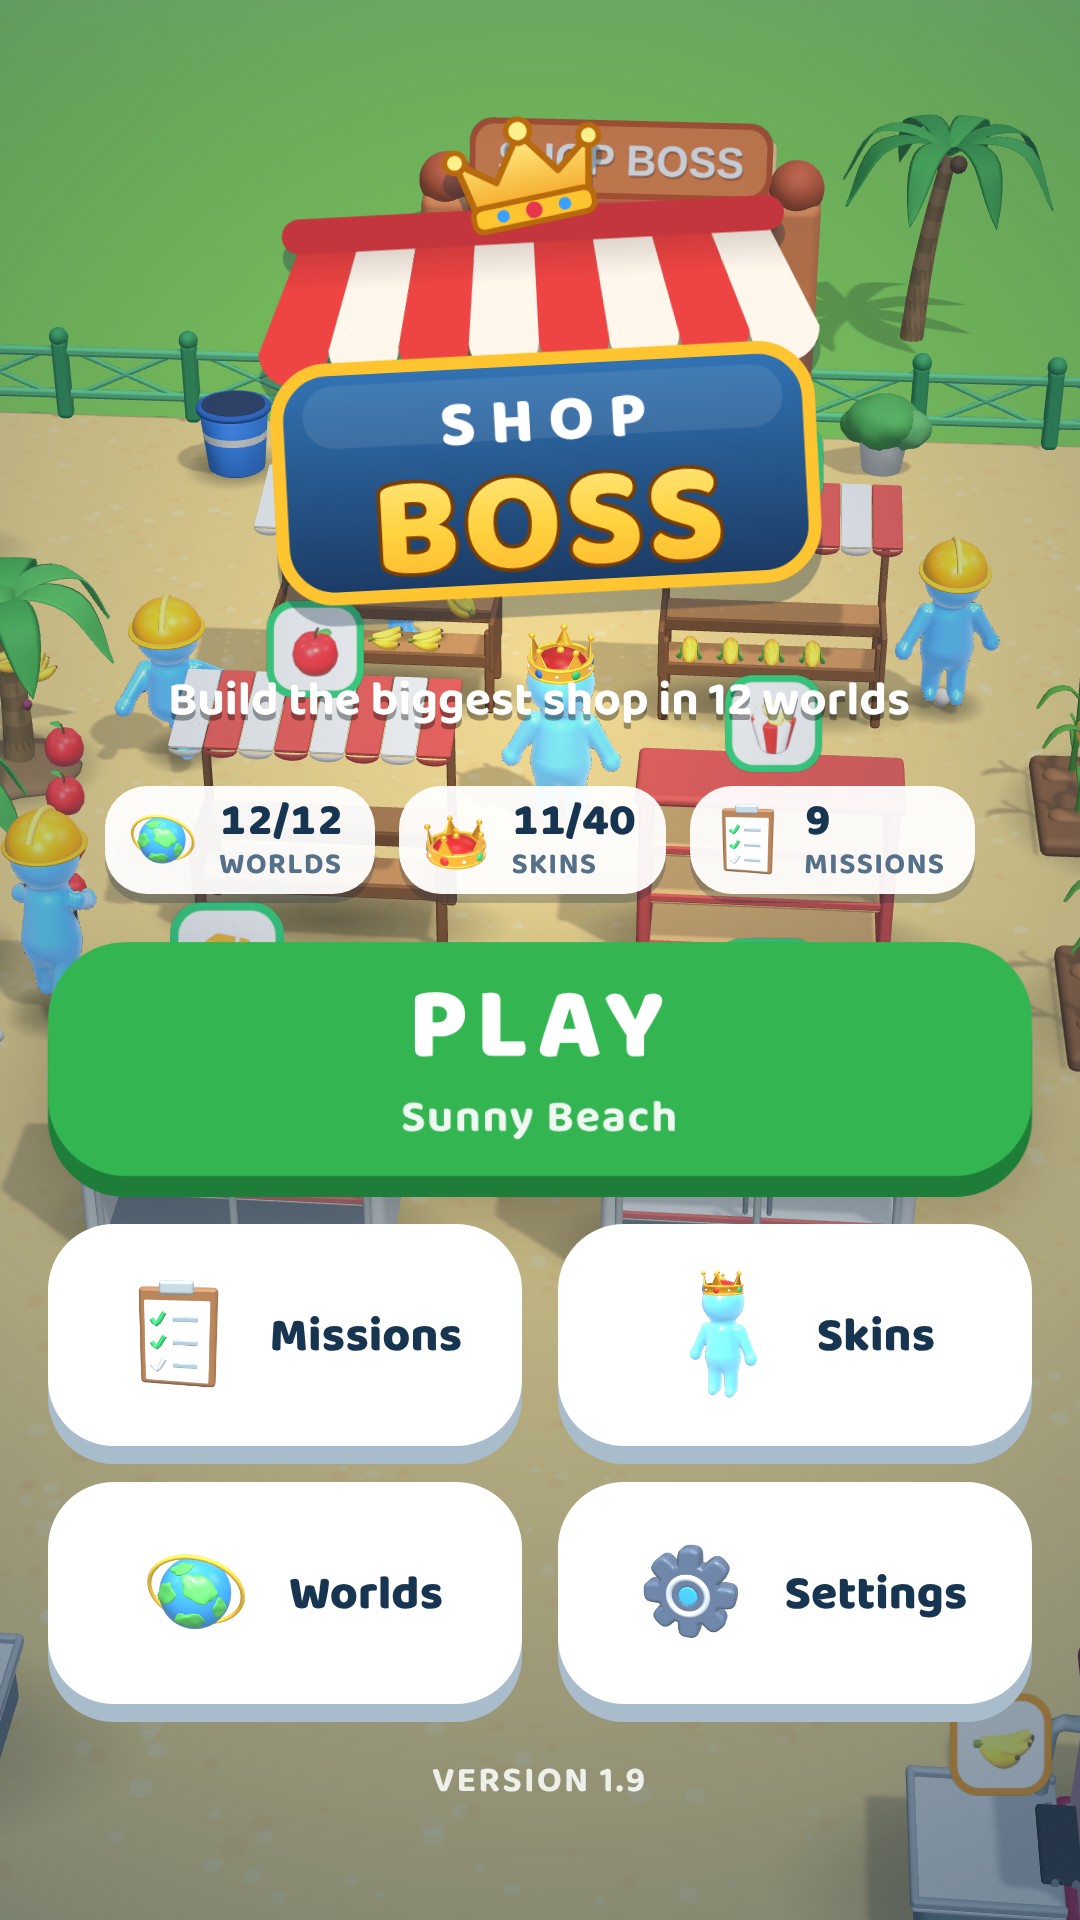 SHOP BOSS
SHOP
BOSS
Build the biggest shop in 12 worlds
12/12
WORLDS
11/40
SKINS
9
MISSIONS
PLAY
Sunny Beach
Missions
Skins
Worlds
Settings
VERSION 1.9